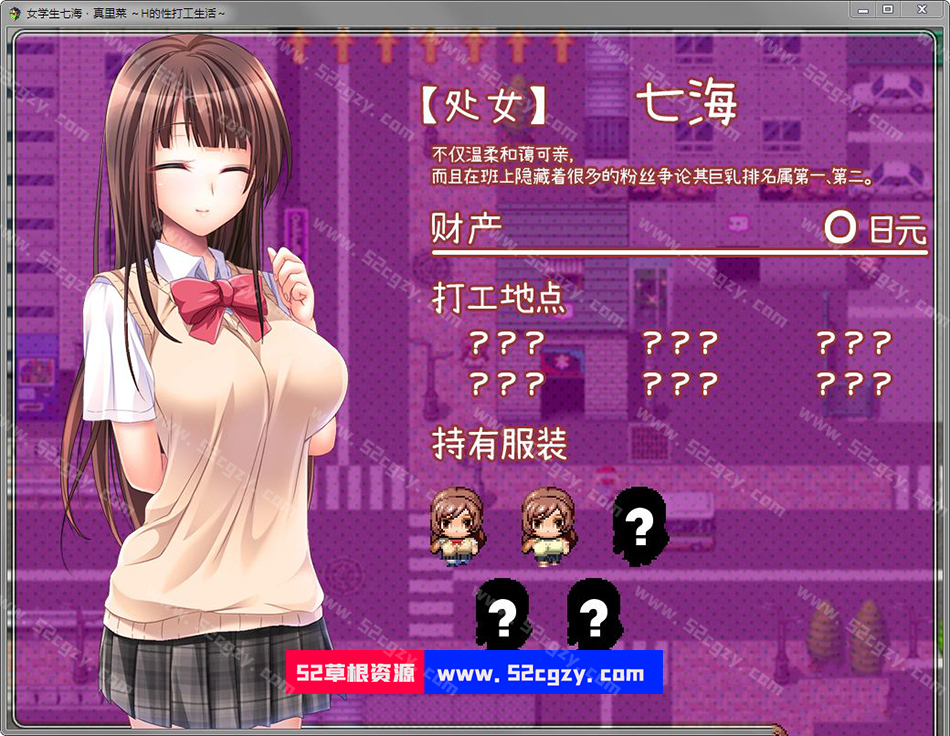 女学生七海·真里菜 ~H的性打工生活~
【处女】 七海
不仅温柔和蔼可亲，
而且在班上隐藏着很多的粉丝争论其巨乳排名属第一、第二。
财产 0 日元
打工地点
??? ??? ???
??? ??? ???
持有服装
?
? ?
52草根资源 www.52cgzy.com